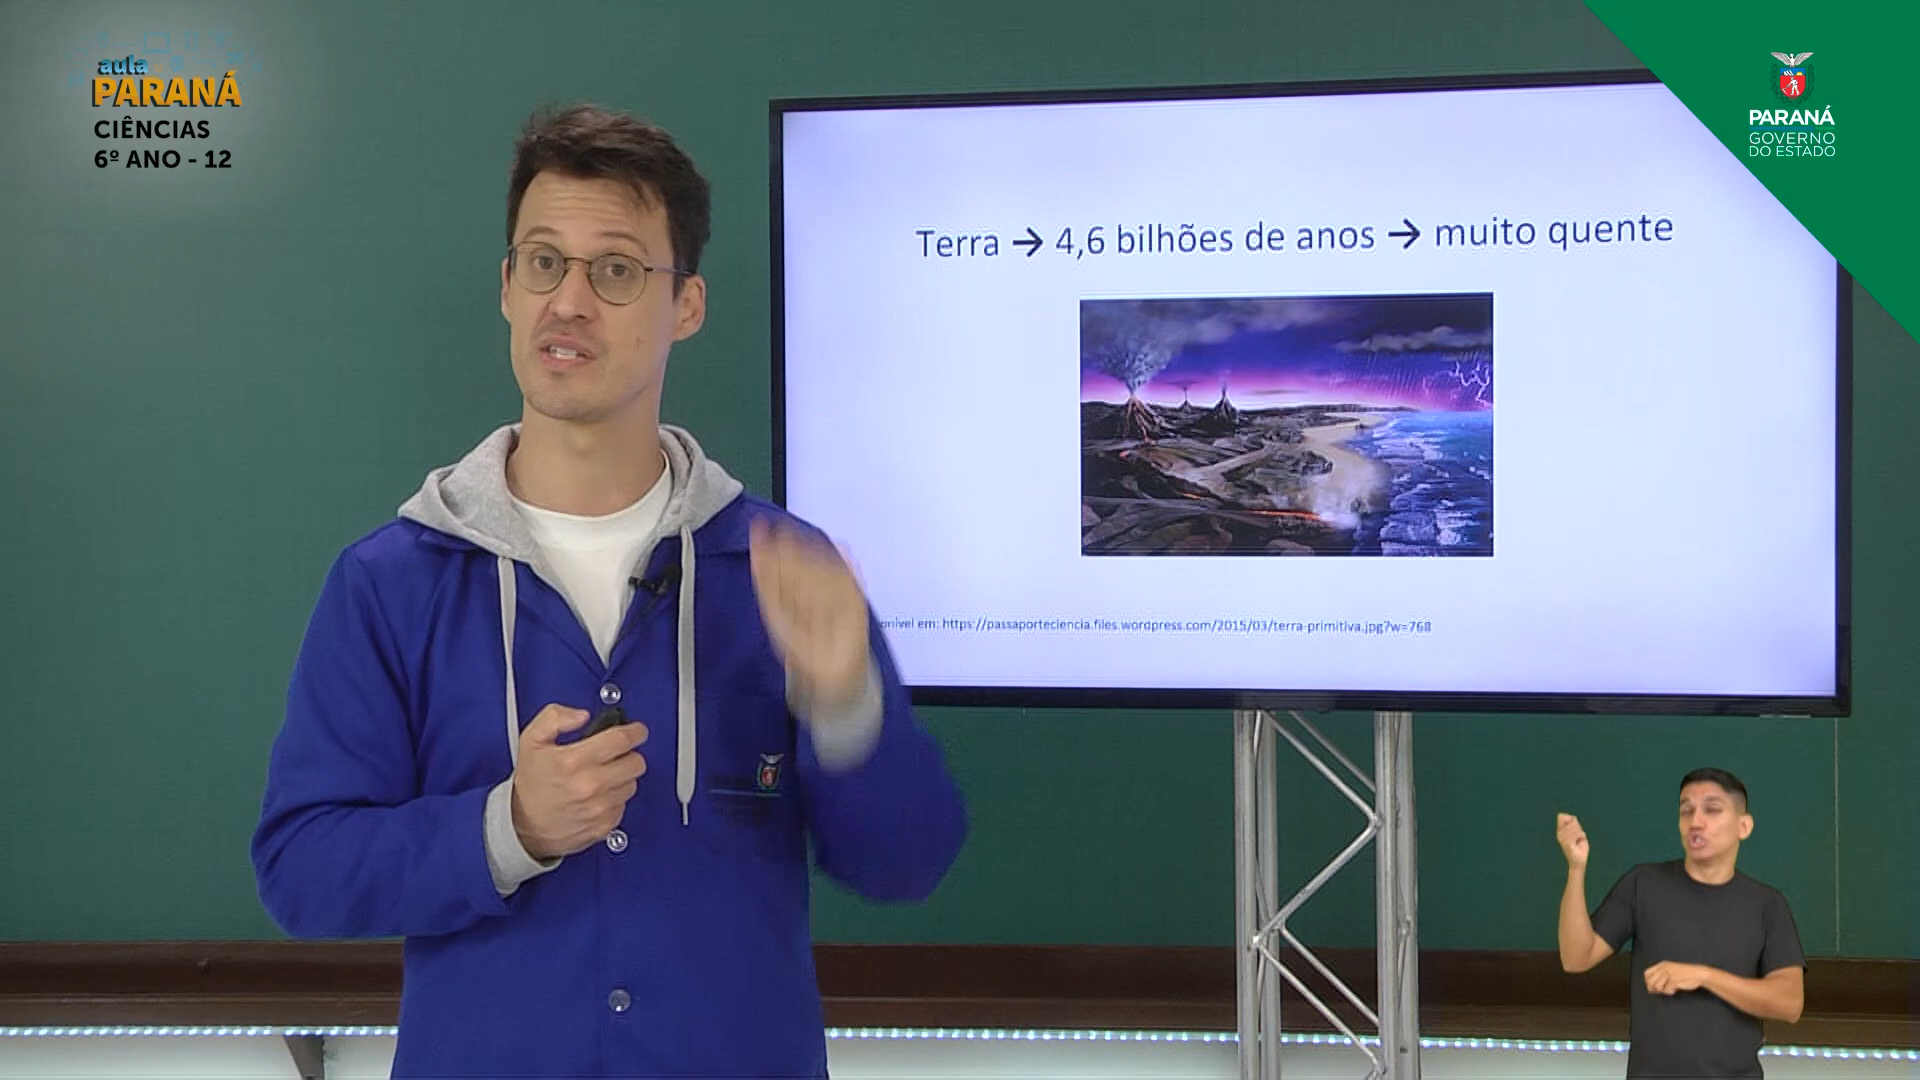 aula
PARANÁ
CIÊNCIAS
6º ANO - 12
PARANÁ
GOVERNO
DO ESTADO
Terra → 4,6 bilhões de anos → muito quente
em: https://passaporteciencia.files.wordpress.com/2015/03/terra-primitiva.jpg?w=768